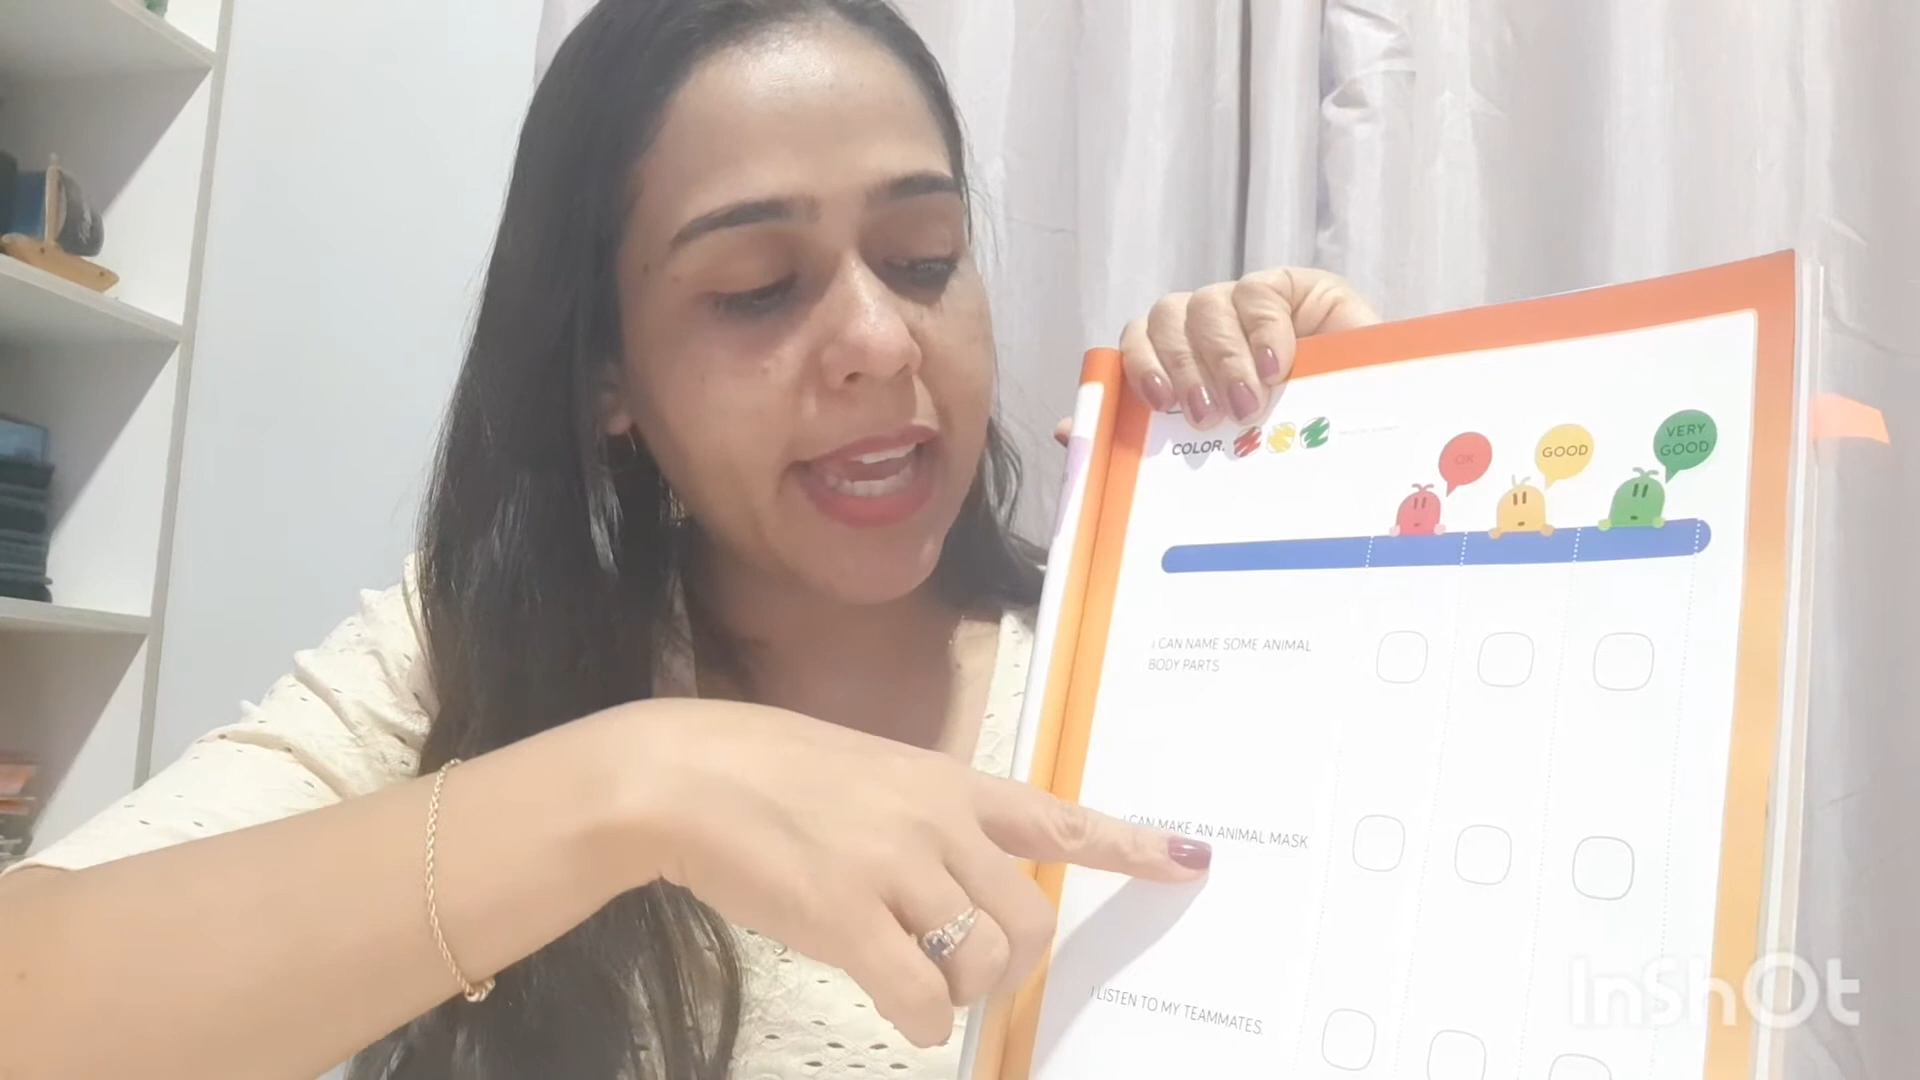 COLOR.
OK
GOOD
VERY
GOOD
I CAN NAME SOME ANIMAL
BODY PARTS
I CAN MAKE AN ANIMAL MASK
I LISTEN TO MY TEAMMATES.
InShOt